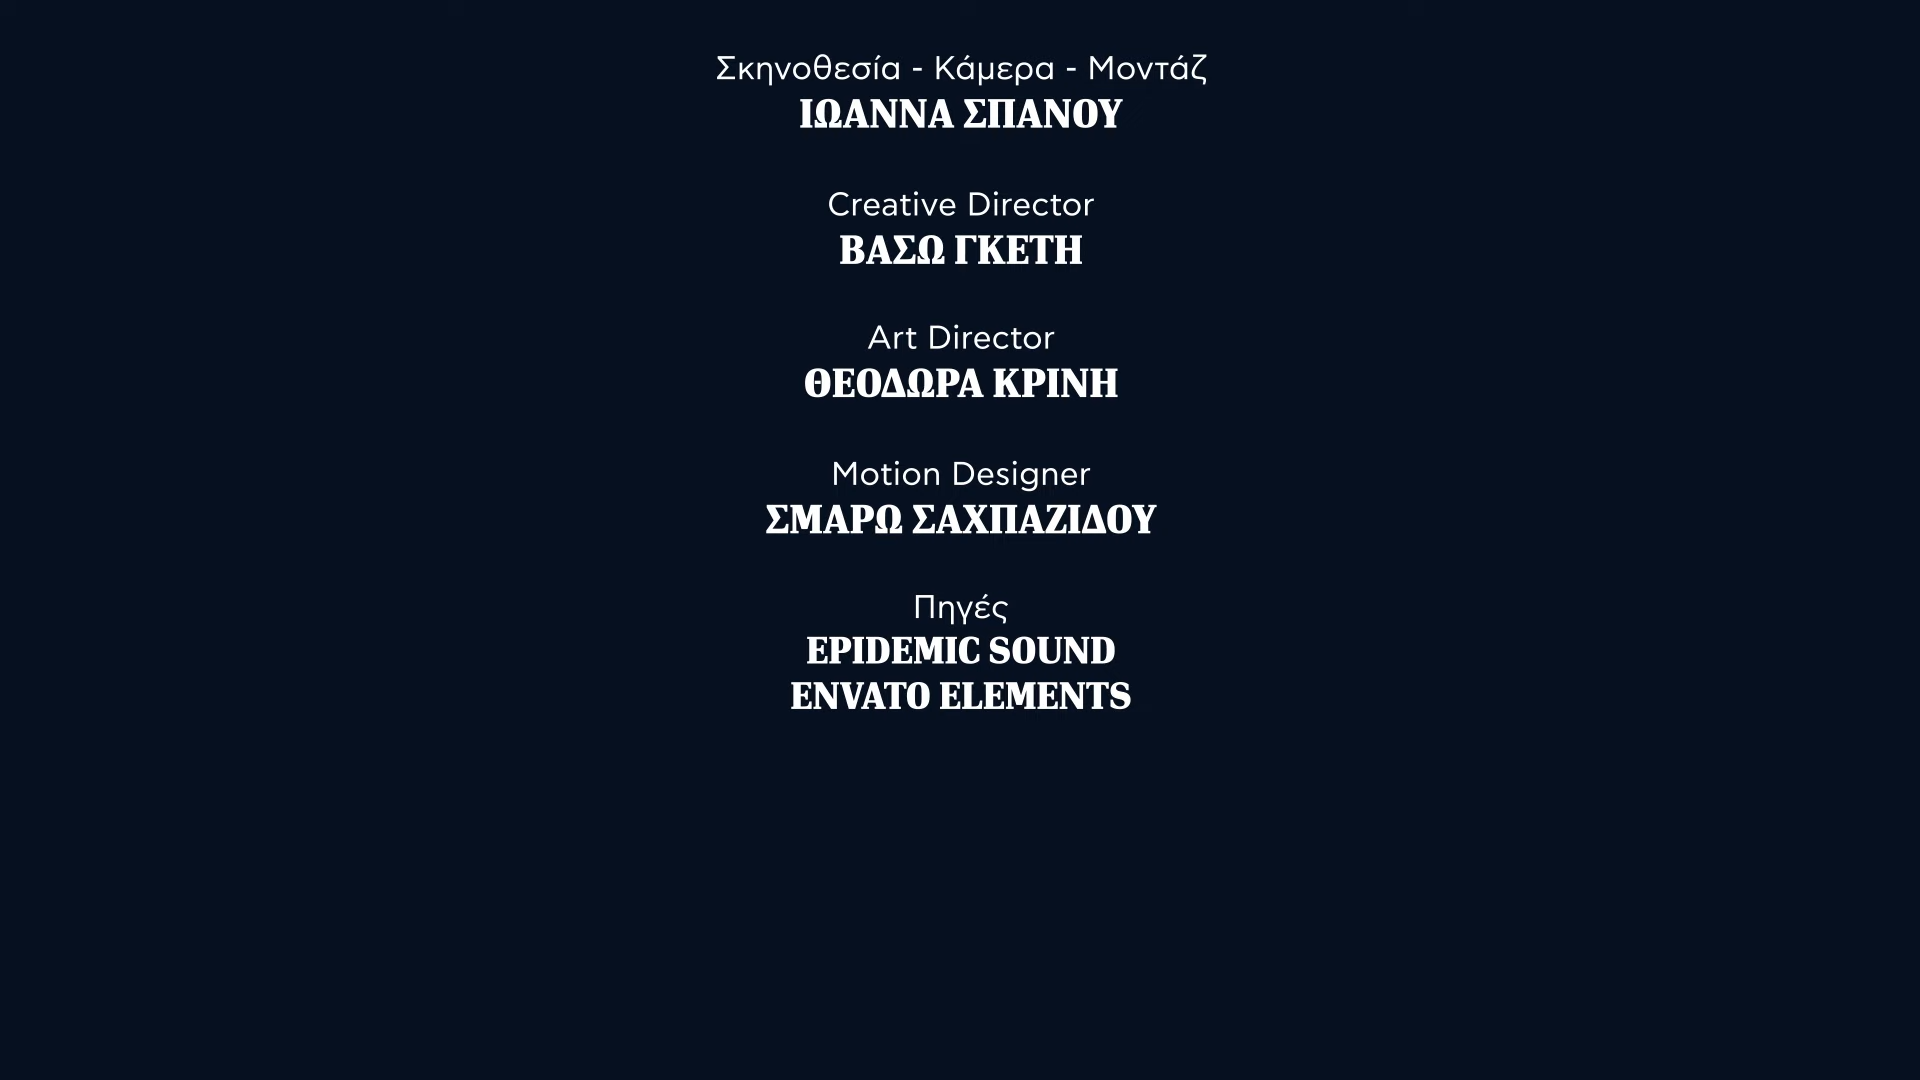 Σκηνοθεσία - Κάμερα - Μοντάζ
ΙΩΑΝΝΑ ΣΠΑΝΟΥ
Creative Director
ΒΑΣΩ ΓΚΕΤΗ
Art Director
ΘΕΟΔΩΡΑ ΚΡΙΝΗ
Motion Designer
ΣΜΑΡΩ ΣΑΧΠΑΖΙΔΟΥ
Πηγές
EPIDEMIC SOUND
ENVATO ELEMENTS